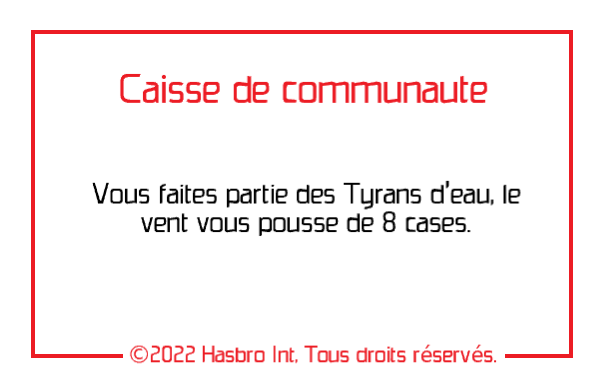 Caisse de communaute
Vous faites partie des Tyrans d'eau, le
vent vous pousse de 8 cases.
©2022 Hasbro Int. Tous droits réservés.